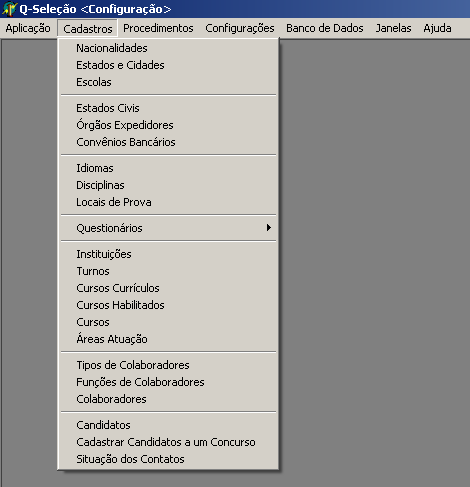 Q-Seleção <Configuração>
Aplicação Cadastros Procedimentos Configurações Banco de Dados Janelas Ajuda
Nacionalidades
Estados e Cidades
Escolas
Estados Civis
Órgãos Expedidores
Convênios Bancários
Idiomas
Disciplinas
Locais de Prova
Questionários
Instituições
Turnos
Cursos Currículos
Cursos Habilitados
Cursos
Áreas Atuação
Tipos de Colaboradores
Funções de Colaboradores
Colaboradores
Candidatos
Cadastrar Candidatos a um Concurso
Situação dos Contatos